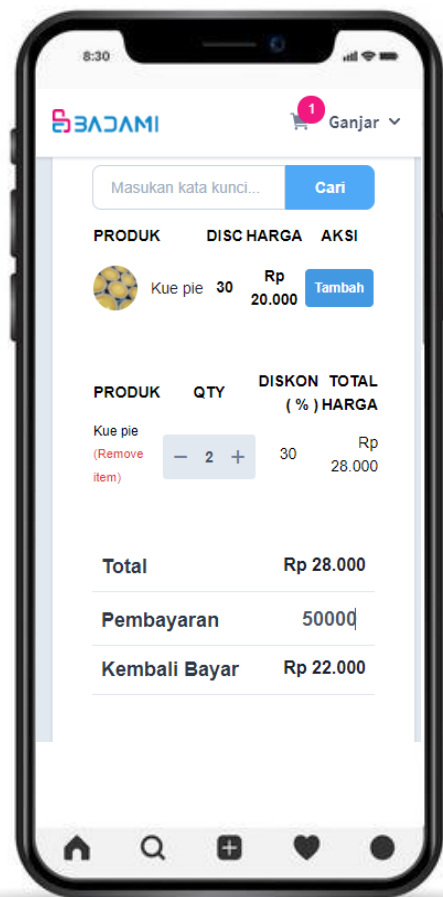 8:30
BADAMI
1
Ganjar
Masukan kata kunci...
Cari
PRODUK DISC HARGA AKSI
Kue pie 30 Rp 20.000 Tambah
PRODUK QTY DISKON ( % ) TOTAL HARGA
Kue pie (Remove item) − 2 + 30 Rp 28.000
Total Rp 28.000
Pembayaran 50000
Kembali Bayar Rp 22.000